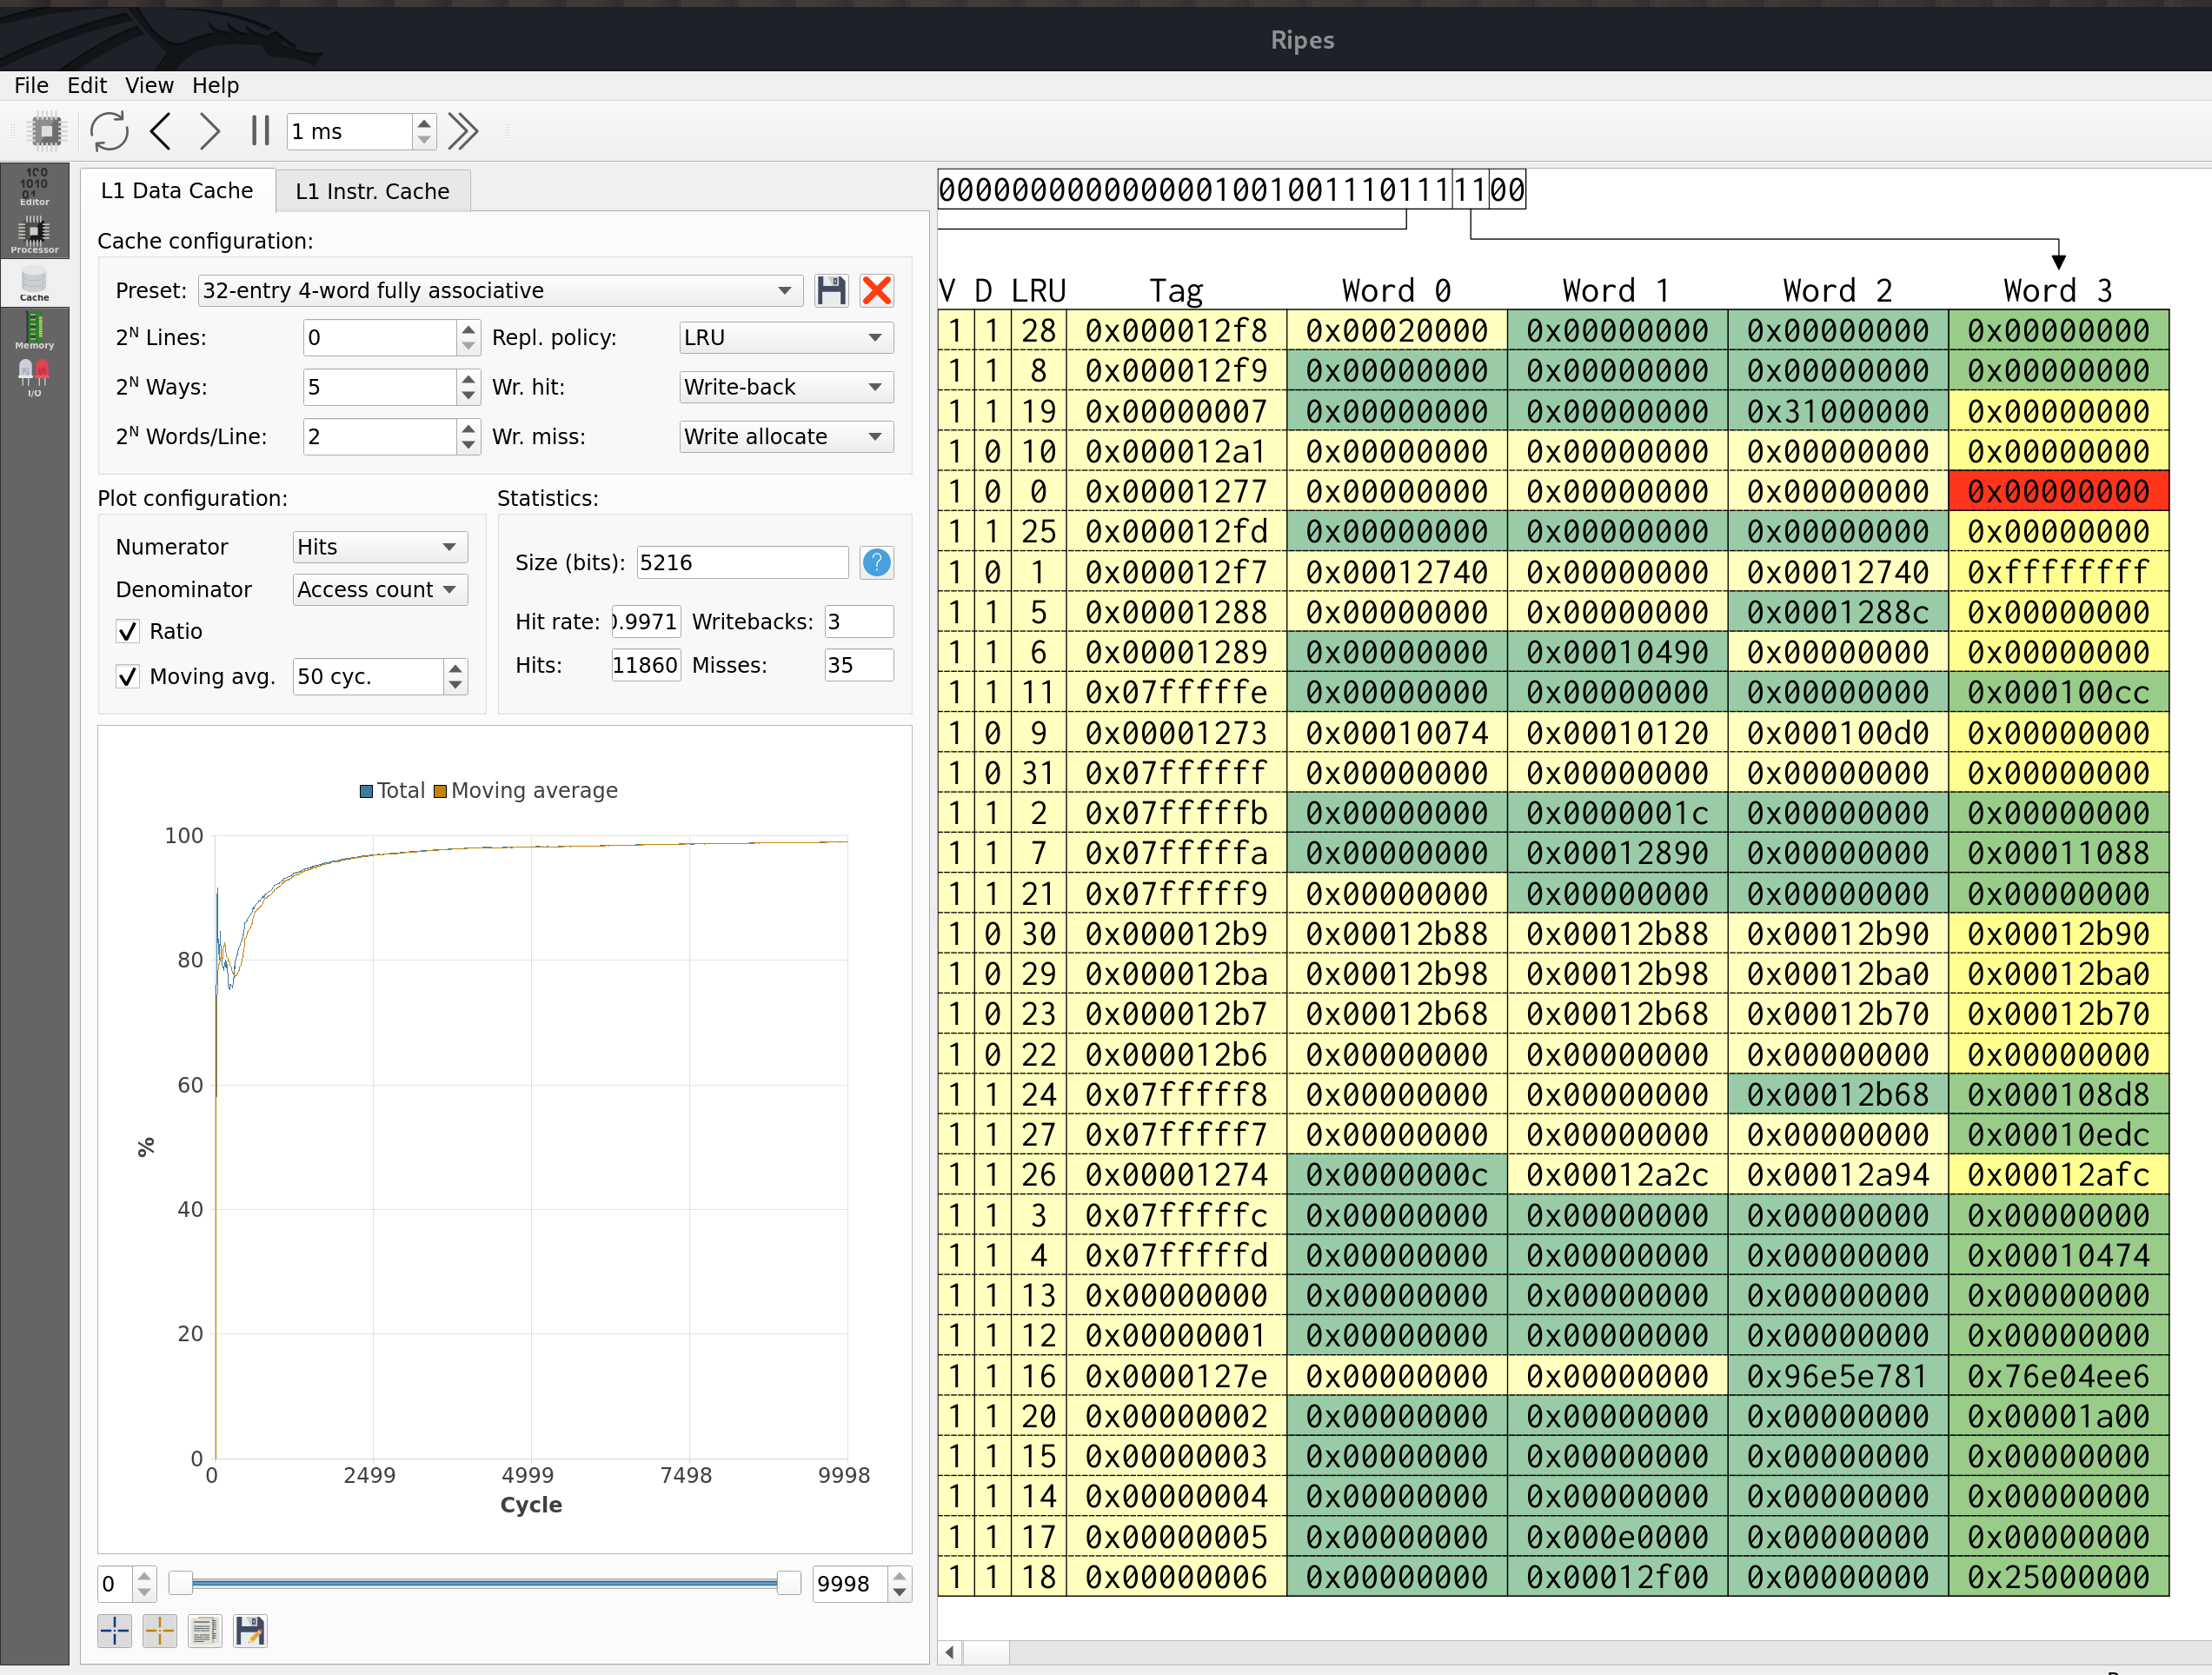 Ripes
File Edit View Help
1 ms
Editor
Processor
Cache
Memory
I/O
L1 Data Cache L1 Instr. Cache
Cache configuration:
Preset: 32-entry 4-word fully associative
2ᴺ Lines: 0 Repl. policy: LRU
2ᴺ Ways: 5 Wr. hit: Write-back
2ᴺ Words/Line: 2 Wr. miss: Write allocate
Plot configuration:
Numerator Hits
Denominator Access count
Ratio
Moving avg. 50 cyc.
Statistics:
Size (bits): 5216 ?
Hit rate: .9971 Writebacks: 3
Hits: 11860 Misses: 35
Total Moving average
100
80
60
40
20
0
%
0 2499 4999 7498 9998
Cycle
0 9998
0000000000000001001001110111 11 00
V D LRU Tag Word 0 Word 1 Word 2 Word 3
1 1 28 0x000012f8 0x00020000 0x00000000 0x00000000 0x00000000
1 1 8 0x000012f9 0x00000000 0x00000000 0x00000000 0x00000000
1 1 19 0x00000007 0x00000000 0x00000000 0x31000000 0x00000000
1 0 10 0x000012a1 0x00000000 0x00000000 0x00000000 0x00000000
1 0 0 0x00001277 0x00000000 0x00000000 0x00000000 0x00000000
1 1 25 0x000012fd 0x00000000 0x00000000 0x00000000 0x00000000
1 0 1 0x000012f7 0x00012740 0x00000000 0x00012740 0xffffffff
1 1 5 0x00001288 0x00000000 0x00000000 0x0001288c 0x00000000
1 1 6 0x00001289 0x00000000 0x00010490 0x00000000 0x00000000
1 1 11 0x07fffffe 0x00000000 0x00000000 0x00000000 0x000100cc
1 0 9 0x00001273 0x00010074 0x00010120 0x000100d0 0x00000000
1 0 31 0x07ffffff 0x00000000 0x00000000 0x00000000 0x00000000
1 1 2 0x07fffffb 0x00000000 0x0000001c 0x00000000 0x00000000
1 1 7 0x07fffffa 0x00000000 0x00012890 0x00000000 0x00011088
1 1 21 0x07fffff9 0x00000000 0x00000000 0x00000000 0x00000000
1 0 30 0x000012b9 0x00012b88 0x00012b88 0x00012b90 0x00012b90
1 0 29 0x000012ba 0x00012b98 0x00012b98 0x00012ba0 0x00012ba0
1 0 23 0x000012b7 0x00012b68 0x00012b68 0x00012b70 0x00012b70
1 0 22 0x000012b6 0x00000000 0x00000000 0x00000000 0x00000000
1 1 24 0x07fffff8 0x00000000 0x00000000 0x00012b68 0x000108d8
1 1 27 0x07fffff7 0x00000000 0x00000000 0x00000000 0x00010edc
1 1 26 0x00001274 0x0000000c 0x00012a2c 0x00012a94 0x00012afc
1 1 3 0x07fffffc 0x00000000 0x00000000 0x00000000 0x00000000
1 1 4 0x07fffffd 0x00000000 0x00000000 0x00000000 0x00010474
1 1 13 0x00000000 0x00000000 0x00000000 0x00000000 0x00000000
1 1 12 0x00000001 0x00000000 0x00000000 0x00000000 0x00000000
1 1 16 0x0000127e 0x00000000 0x00000000 0x96e5e781 0x76e04ee6
1 1 20 0x00000002 0x00000000 0x00000000 0x00000000 0x00001a00
1 1 15 0x00000003 0x00000000 0x00000000 0x00000000 0x00000000
1 1 14 0x00000004 0x00000000 0x00000000 0x00000000 0x00000000
1 1 17 0x00000005 0x00000000 0x000e0000 0x00000000 0x00000000
1 1 18 0x00000006 0x00000000 0x00012f00 0x00000000 0x25000000